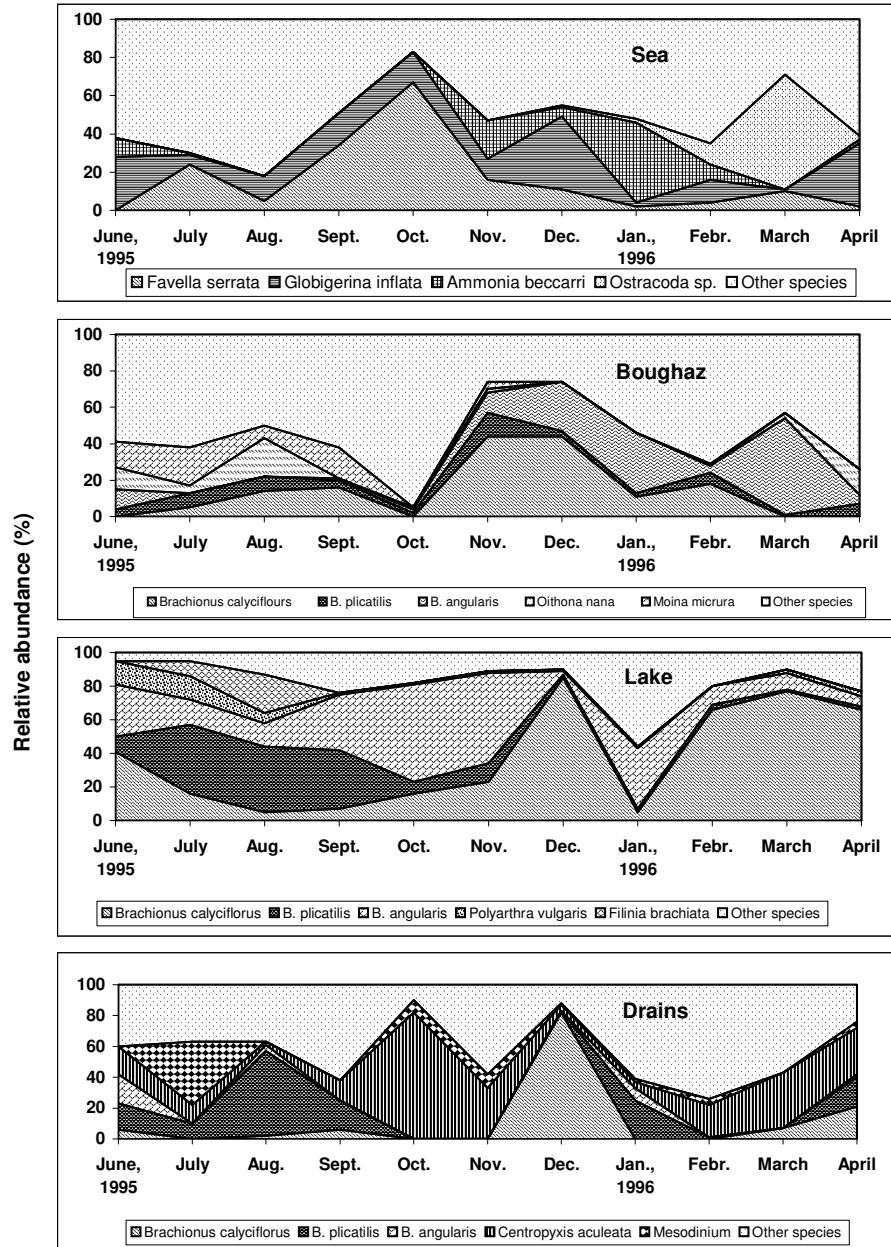 Relative abundance (%)
100
80
60
40
20
0
Sea
June, 1995 July Aug. Sept. Oct. Nov. Dec. Jan., 1996 Febr. March April
Favella serrata Globigerina inflata Ammonia beccarri Ostracoda sp. Other species
100
80
60
40
20
0
Boughaz
June, 1995 July Aug. Sept. Oct. Nov. Dec. Jan., 1996 Febr. March April
Brachionus calyciflours B. plicatilis B. angularis Oithona nana Moina micrura Other species
100
80
60
40
20
0
Lake
June, 1995 July Aug. Sept. Oct. Nov. Dec. Jan., 1996 Febr. March April
Brachionus calyciflorus B. plicatilis B. angularis Polyarthra vulgaris Filinia brachiata Other species
100
80
60
40
20
0
Drains
June, 1995 July Aug. Sept. Oct. Nov. Dec. Jan., 1996 Febr. March April
Brachionus calyciflorus B. plicatilis B. angularis Centropyxis aculeata Mesodinium Other species